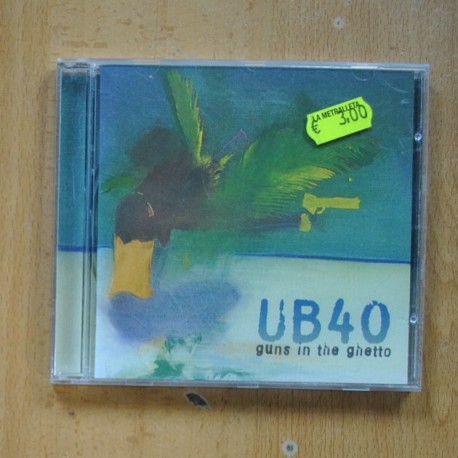 LA METRALLETA
€ 3,00
UB40
guns in the ghetto